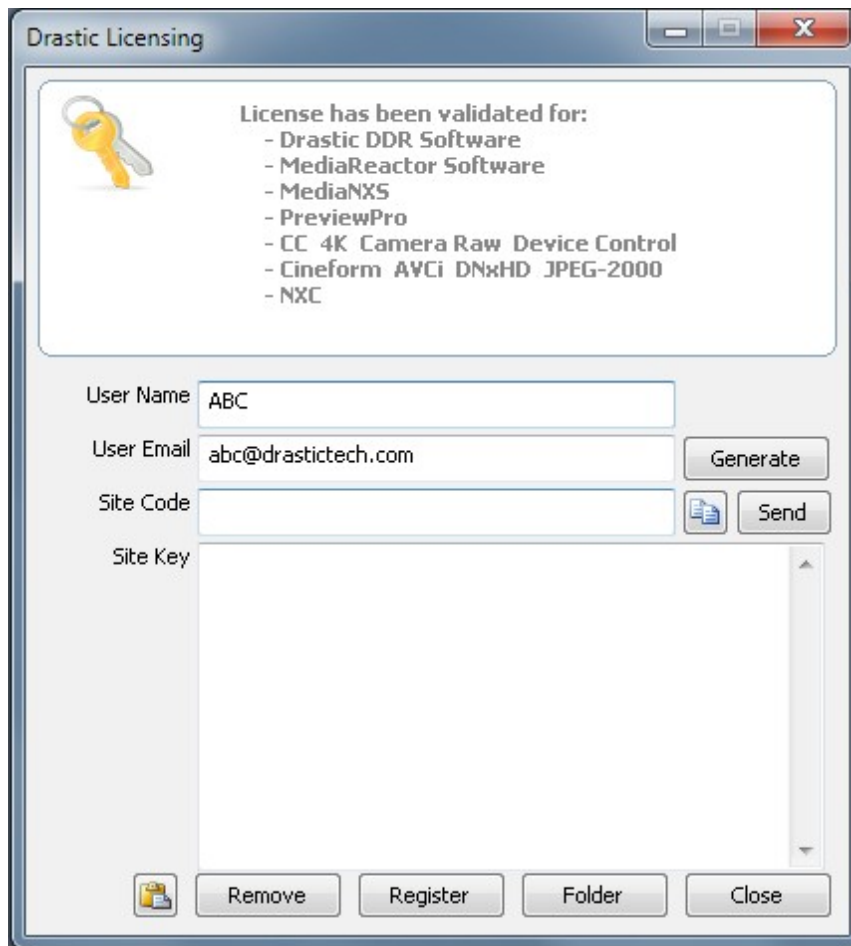 Drastic Licensing
License has been validated for:
- Drastic DDR Software
- MediaReactor Software
- MediaNXS
- PreviewPro
- CC 4K Camera Raw Device Control
- Cineform AVCi DNxHD JPEG-2000
- NXC
User Name ABC
User Email abc@drastictech.com Generate
Site Code Send
Site Key
Remove Register Folder Close